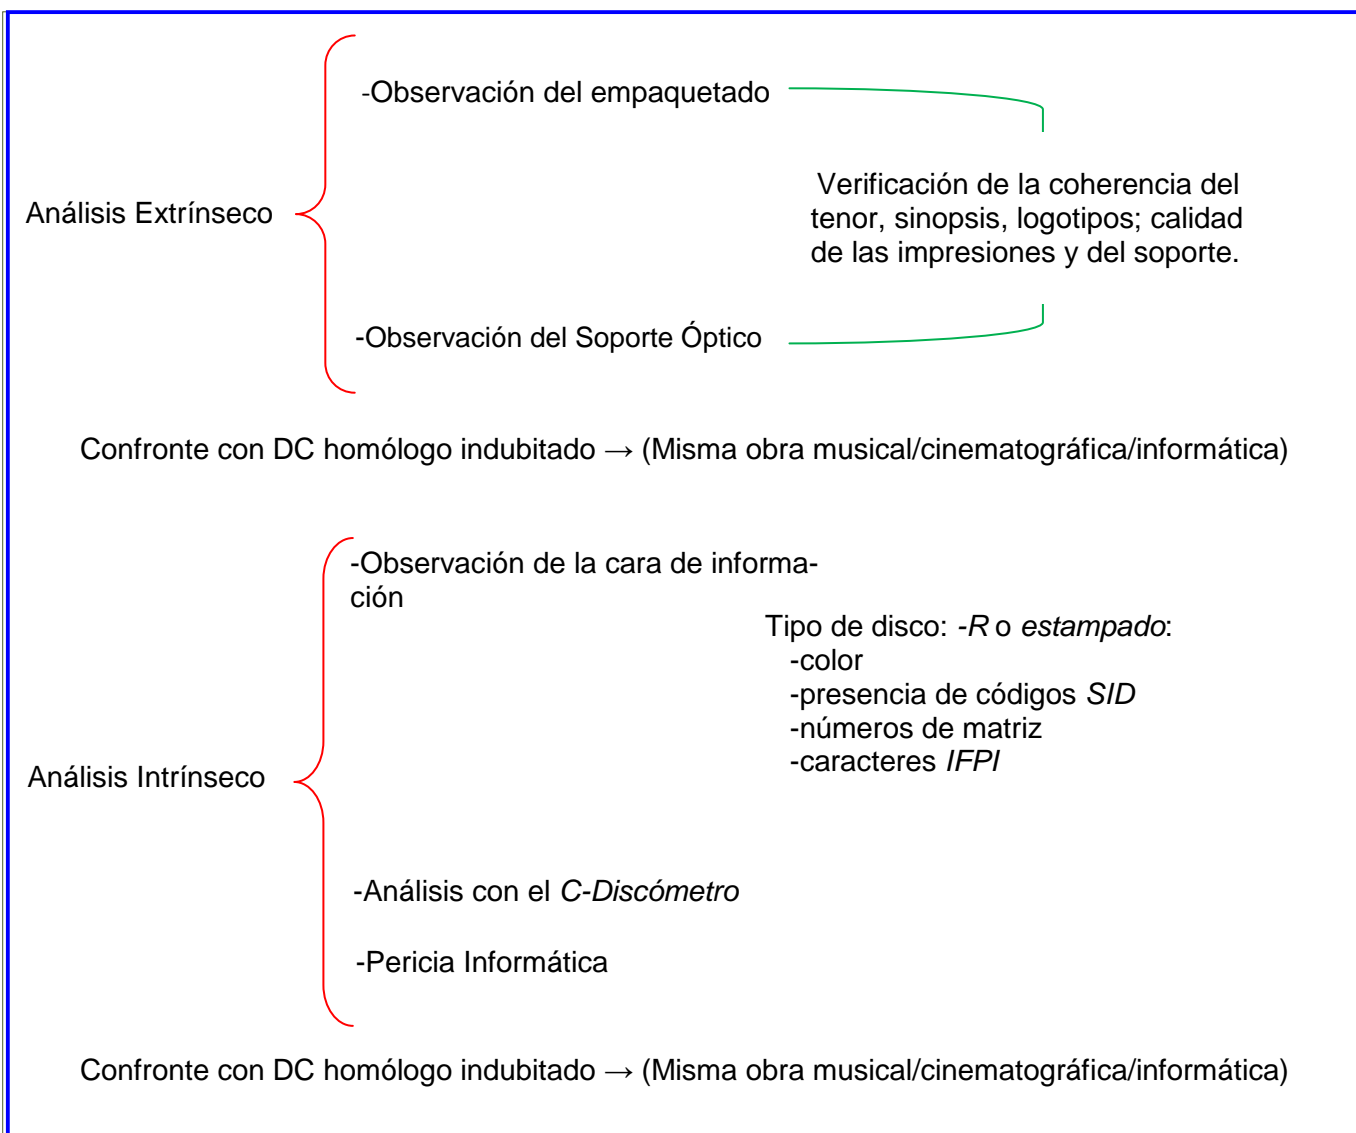 -Observación del empaquetado
Verificación de la coherencia del
tenor, sinopsis, logotipos; calidad
de las impresiones y del soporte.
Análisis Extrínseco
-Observación del Soporte Óptico
Confronte con DC homólogo indubitado → (Misma obra musical/cinematográfica/informática)
-Observación de la cara de informa-
ción
Tipo de disco: -R o estampado:
-color
-presencia de códigos SID
-números de matriz
-caracteres IFPI
Análisis Intrínseco
-Análisis con el C-Discómetro
-Pericia Informática
Confronte con DC homólogo indubitado → (Misma obra musical/cinematográfica/informática)